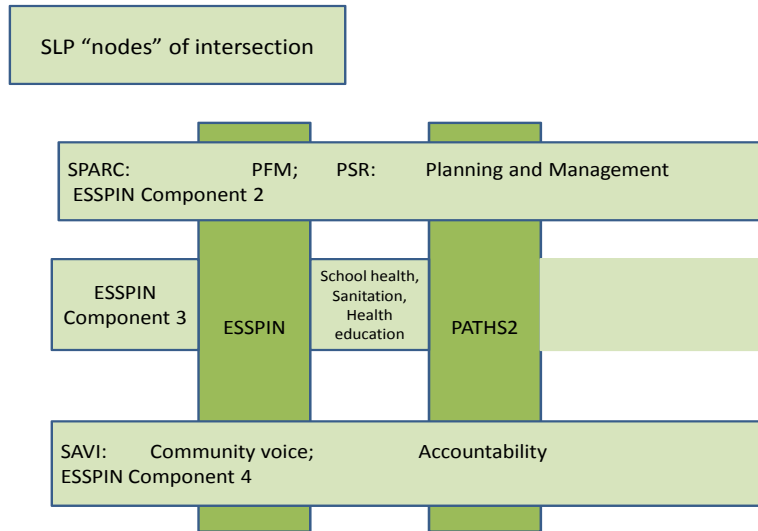 SLP “nodes” of intersection
SPARC: PFM; PSR: Planning and Management
ESSPIN Component 2
ESSPIN
Component 3
ESSPIN
School health,
Sanitation,
Health
education
PATHS2
SAVI: Community voice; Accountability
ESSPIN Component 4